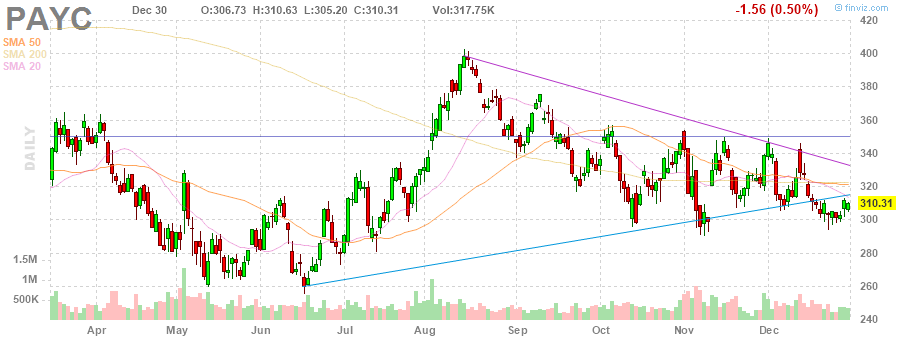 PAYC Dec 30 O:306.73 H:310.63 L:305.20 C:310.31 Vol:317.75K -1.56 (0.50%) © finviz.com
SMA 50
SMA 200
SMA 20
DAILY
420
400
380
360
340
320
310.31
300
280
260
240
1.5M
1M
500K
Apr May Jun Jul Aug Sep Oct Nov Dec